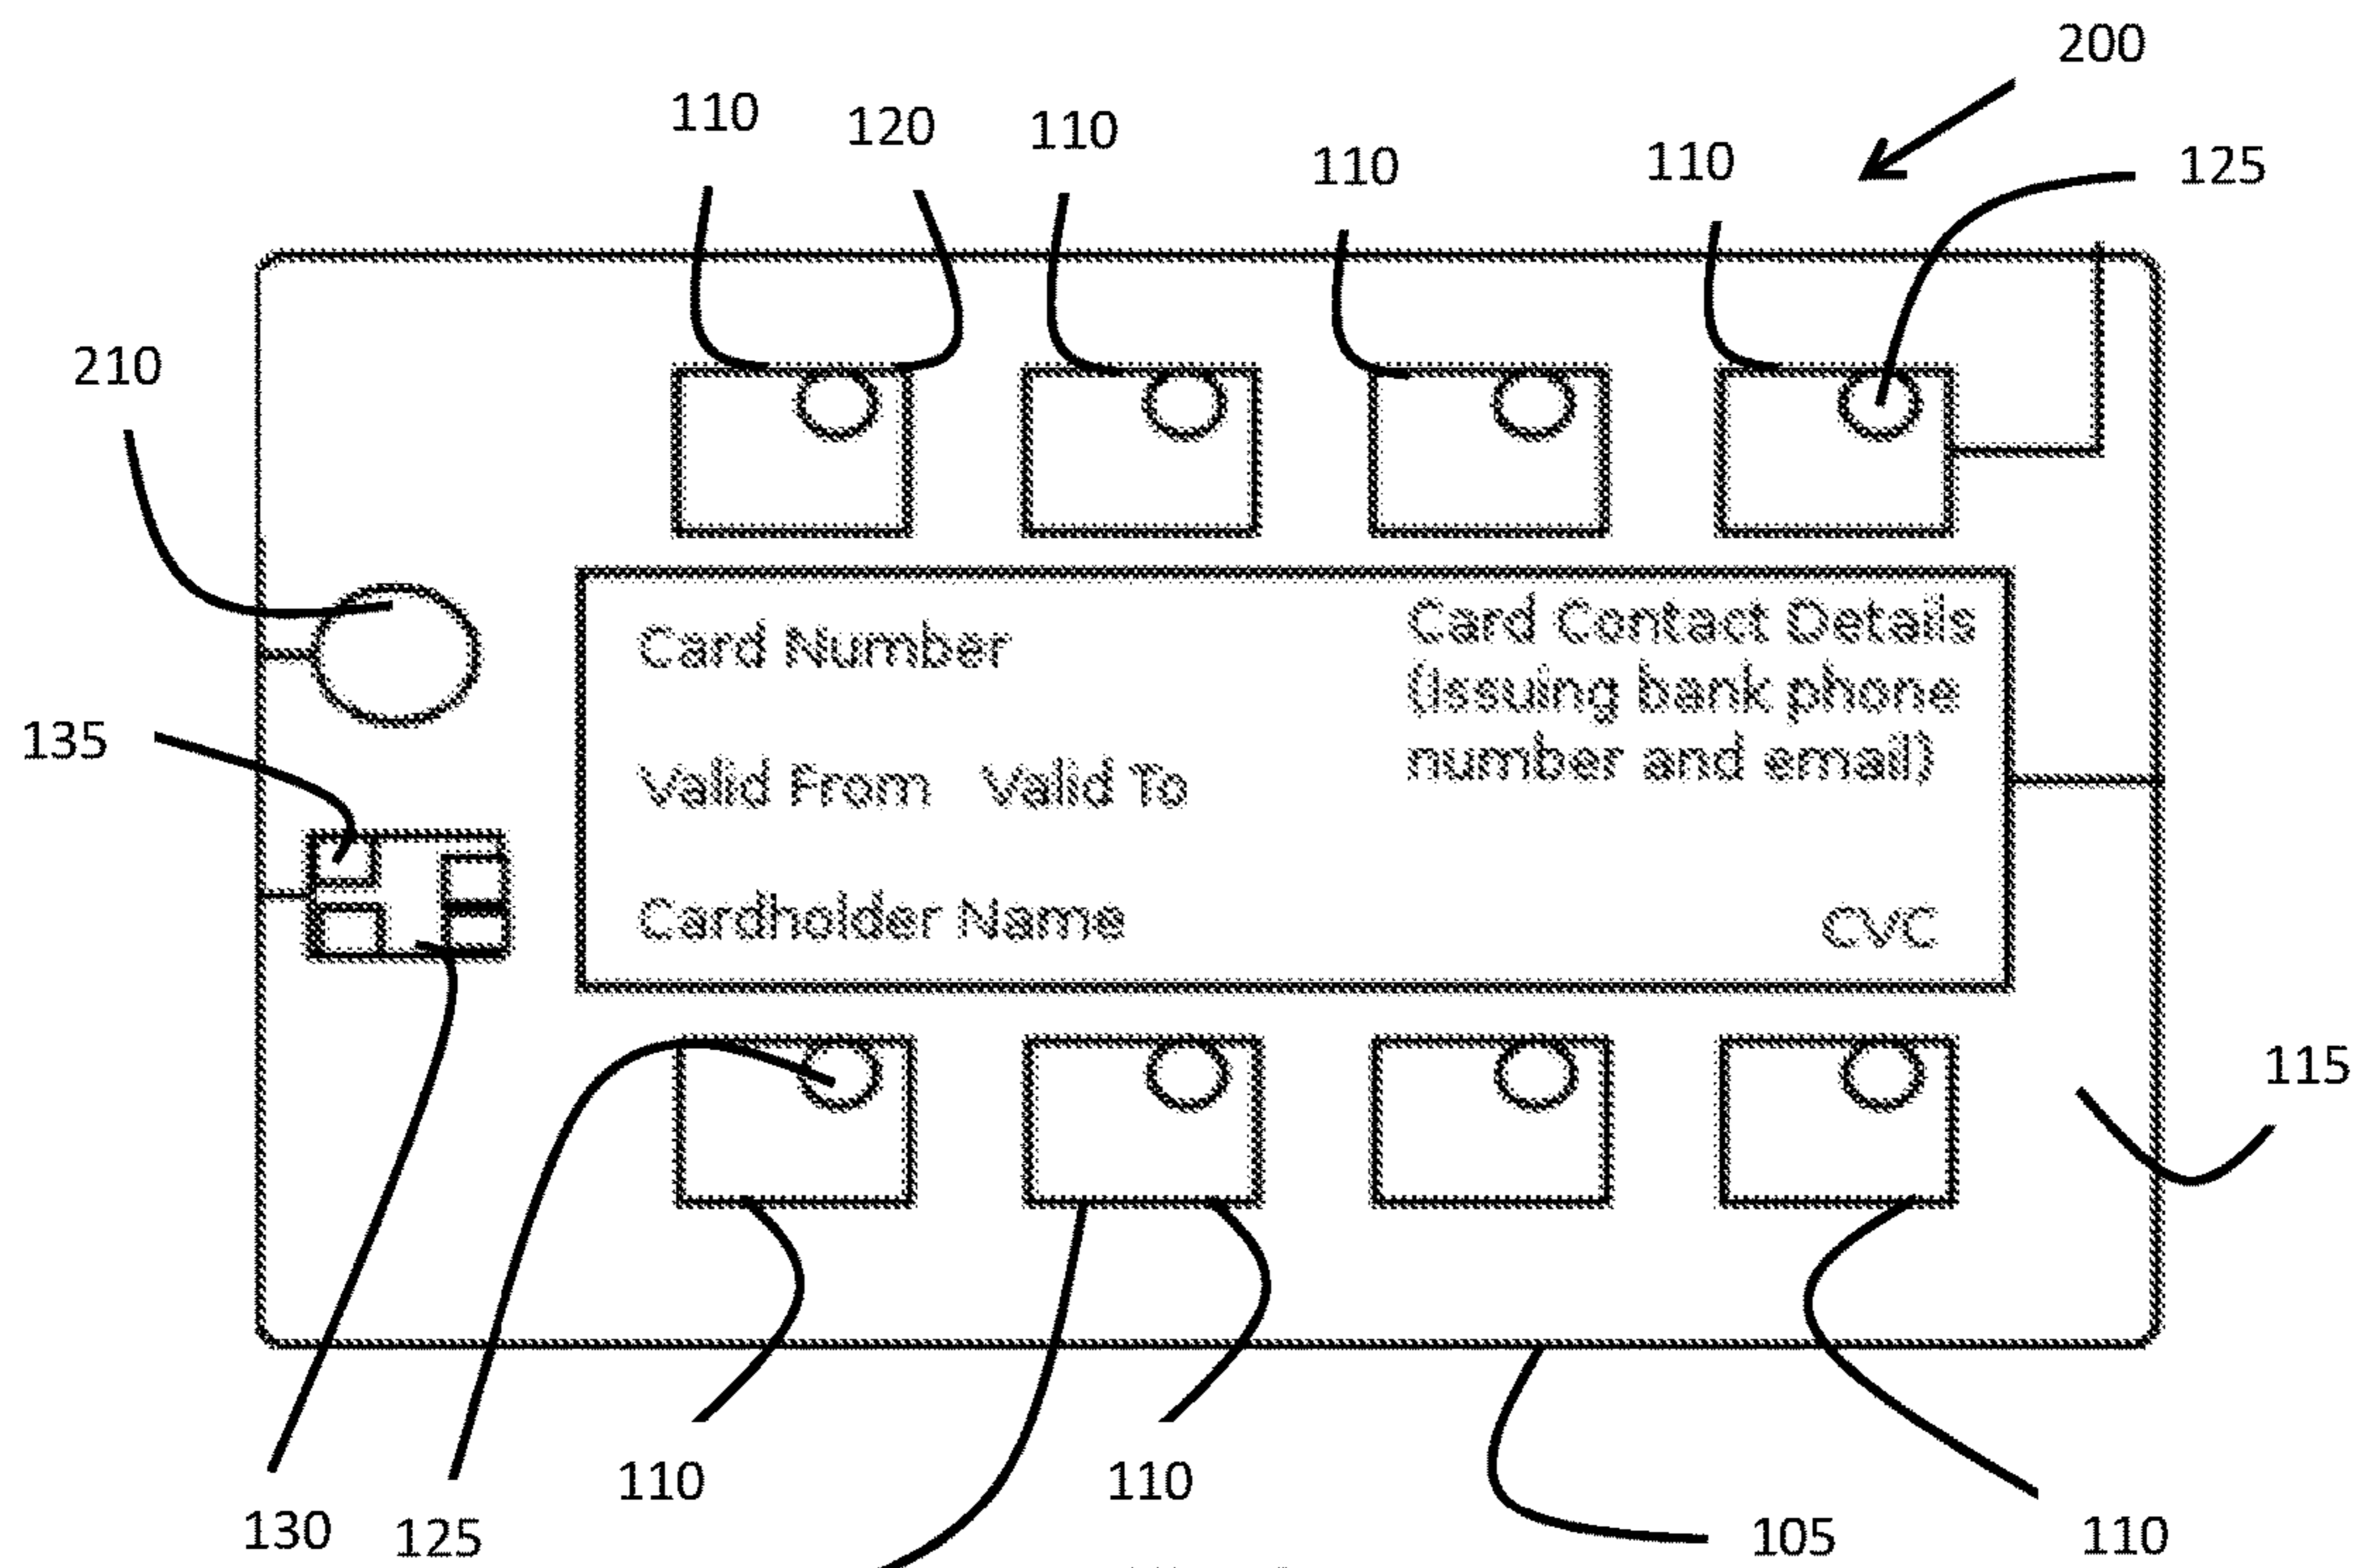 200
110
120
110
110
110
125
210
Card Number
Card Contact Details
(Issuing bank phone
number and email)
135
Valid From Valid To
Cardholder Name
CVC
115
110
110
130
125
105
110